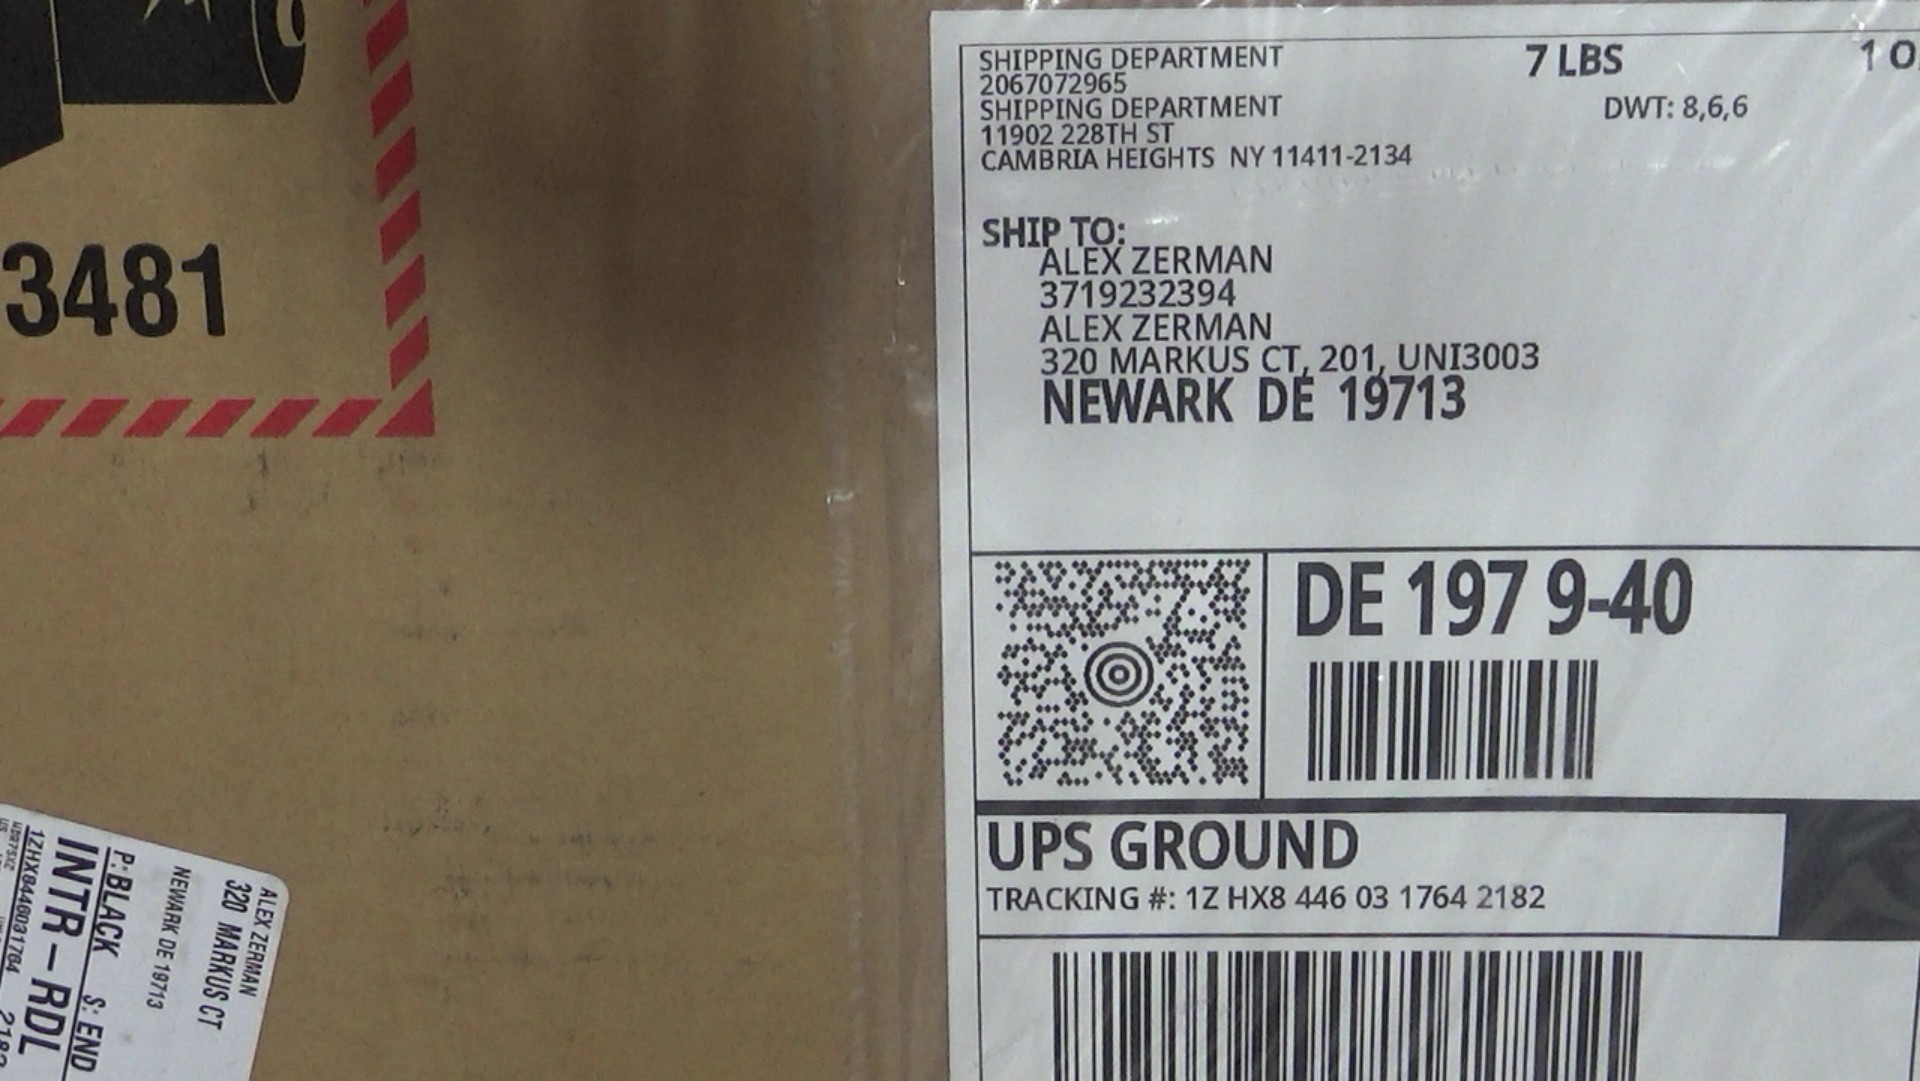 3481
SHIPPING DEPARTMENT
2067072965
SHIPPING DEPARTMENT
11902 228TH ST
CAMBRIA HEIGHTS NY 11411-2134
7 LBS
1 O
DWT: 8,6,6
SHIP TO:
ALEX ZERMAN
3719232394
ALEX ZERMAN
320 MARKUS CT, 201, UNI3003
NEWARK DE 19713
DE 197 9-40
UPS GROUND
TRACKING #: 1Z HX8 446 03 1764 2182
ALEX ZERMAN
320 MARKUS CT
NEWARK DE 19713
P: BLACK S: END
INTR-RDL
1ZHX8446031764 2182